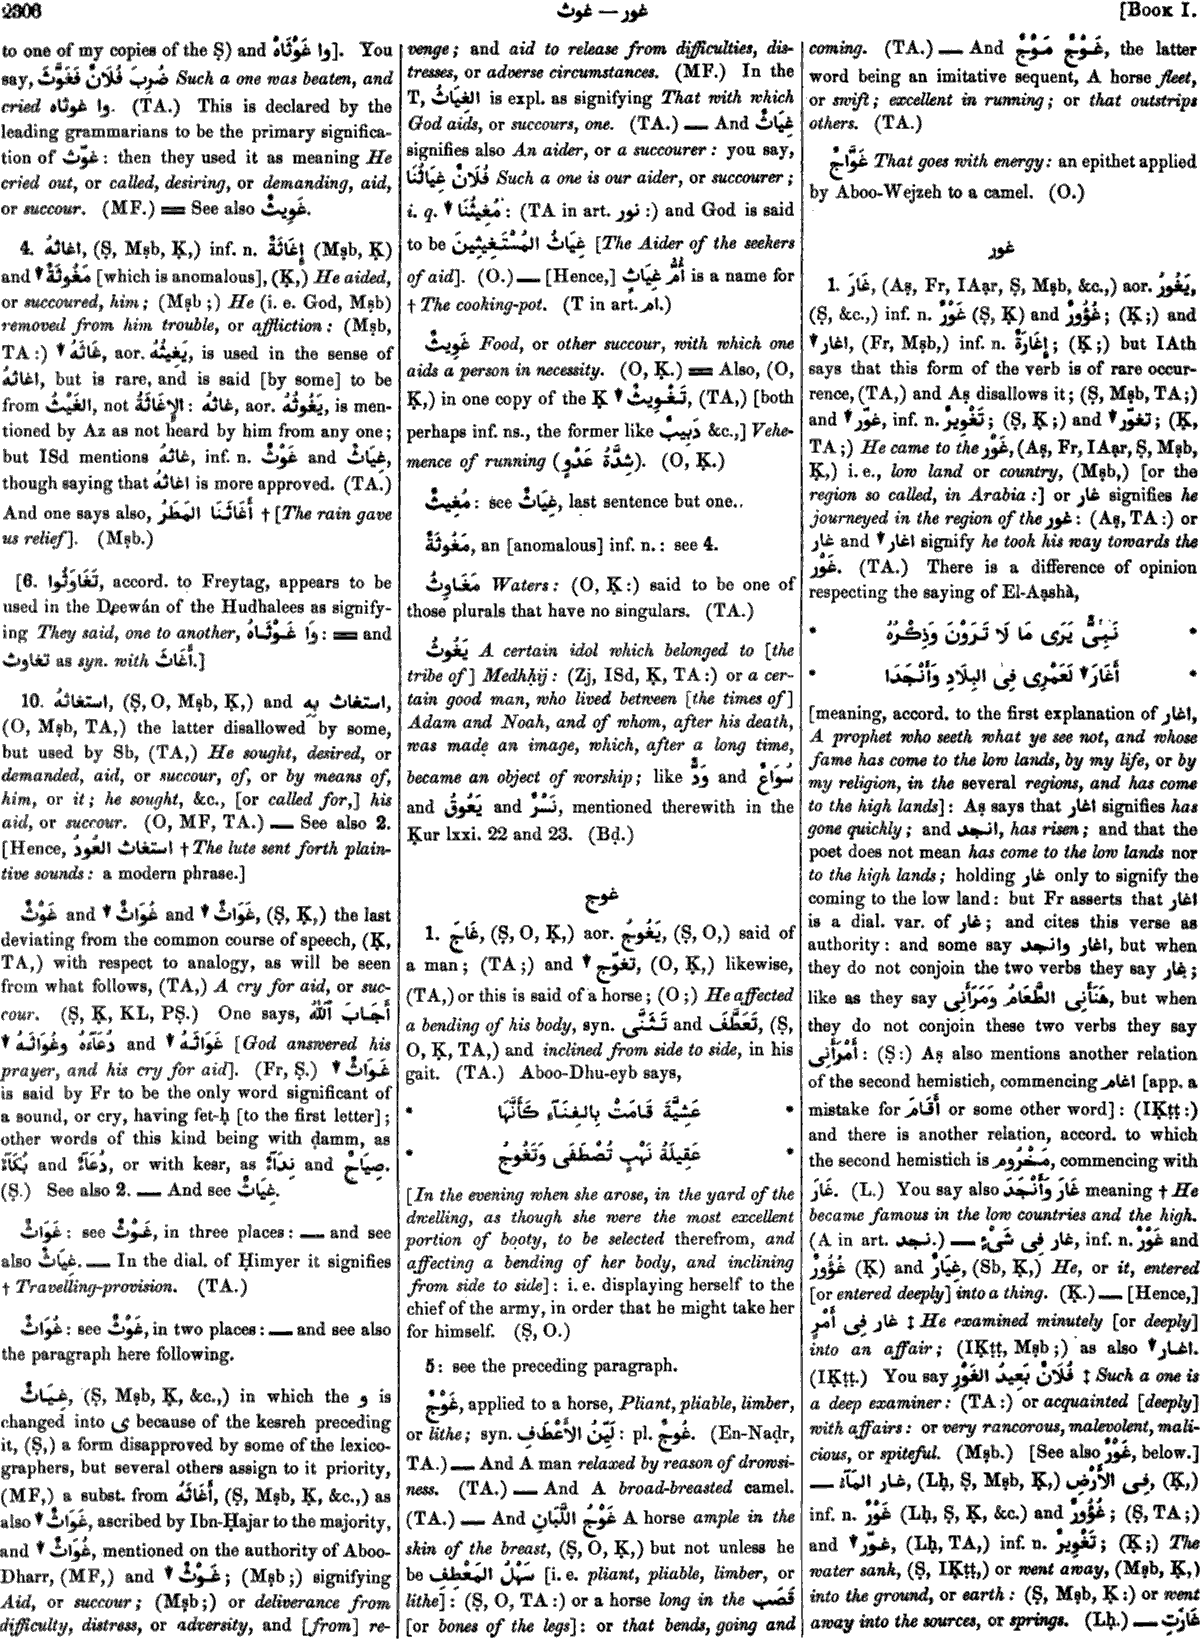 2306
غوث — غور
[Book I.
to one of my copies of the Ṣ) and وا غَوْثَاهْ]. You
say, ضُرِبَ فُلَانٌ فَغَوَّثَ Such a one was beaten, and
cried وا غوثاه. (TA.) This is declared by the
leading grammarians to be the primary significa-
tion of غوّث: then they used it as meaning He
cried out, or called, desiring, or demanding, aid,
or succour. (MF.) ═ See also غَوِيثٌ.
4. اغاثهُ, (Ṣ, Mṣb, Ḳ,) inf. n. إِغَاثَةٌ (Mṣb, Ḳ)
and ▼ مَغُوثَةٌ [which is anomalous], (Ḳ,) He aided,
or succoured, him; (Mṣb;) He (i. e. God, Mṣb)
removed from him trouble, or affliction: (Mṣb,
TA:) ▼ غَاثَهُ, aor. يَغِيثُهُ, is used in the sense of
اغاثهُ, but is rare, and is said [by some] to be
from الغَيْثُ, not الإِغَاثَةُ: غاثه, aor. يَغُوثُهُ, is men-
tioned by Az as not heard by him from any one;
but ISd mentions غاثهُ, inf. n. غَوْثٌ and غِيَاثٌ,
though saying that اغاثهُ is more approved. (TA.)
And one says also, أَغَاثَنَا المَطَرُ † [The rain gave
us relief]. (Mṣb.)
[6. تَغَاوَثُوا, accord. to Freytag, appears to be
used in the Deewán of the Hudhalees as signify-
ing They said, one to another, وَا غَوْثَاهُ: ═ and
تغاوث as syn. with أَغَاثَ.]
10. استغاثهُ, (Ṣ, O, Mṣb, Ḳ,) and استغاث بِهِ,
(O, Mṣb, TA,) the latter disallowed by some,
but used by Sb, (TA,) He sought, desired, or
demanded, aid, or succour, of, or by means of,
him, or it; he sought, &c., [or called for,] his
aid, or succour. (O, MF, TA.) — See also 2.
[Hence, استغاث العُودُ † The lute sent forth plain-
tive sounds: a modern phrase.]
غَوْثٌ and ▼ غُوَاثٌ and ▼ غَوَاثٌ, (Ṣ, Ḳ,) the last
deviating from the common course of speech, (Ḳ,
TA,) with respect to analogy, as will be seen
from what follows, (TA,) A cry for aid, or suc-
cour. (Ṣ, Ḳ, KL, PṢ.) One says, أَجَابَ ٱللّٰهُ
▼ دُعَآءَهُ وغُوَاثَهُ and ▼ غَوَاثَهُ [God answered his
prayer, and his cry for aid]. (Fr, Ṣ.) ▼ غَوَاثٌ
is said by Fr to be the only word significant of
a sound, or cry, having fet-ḥ [to the first letter];
other words of this kind being with ḍamm, as
بُكَآءٌ and دُعَآءٌ, or with kesr, as نِدَآءٌ and صِيَاحٌ.
(Ṣ.) See also 2. — And see غِيَاثٌ.
غَوَاثٌ: see غَوْثٌ, in three places: — and see
also غِيَاثٌ. — In the dial. of Ḥimyer it signifies
† Travelling-provision. (TA.)
غُوَاثٌ: see غَوْثٌ, in two places: — and see also
the paragraph here following.
غِيَاثٌ, (Ṣ, Mṣb, Ḳ, &c.,) in which the و is
changed into ى because of the kesreh preceding
it, (Ṣ,) a form disapproved by some of the lexico-
graphers, but several others assign to it priority,
(MF,) a subst. from أَغَاثَهُ, (Ṣ, Mṣb, Ḳ, &c.,) as
also ▼ غَوَاثٌ, ascribed by Ibn-Ḥajar to the majority,
and ▼ غُوَاثٌ, mentioned on the authority of Aboo-
Dharr, (MF,) and ▼ غَوْثٌ; (Mṣb;) signifying
Aid, or succour; (Mṣb;) or deliverance from
difficulty, distress, or adversity, and [from] re-
venge; and aid to release from difficulties, dis-
tresses, or adverse circumstances. (MF.) In the
T, الغِيَاثُ is expl. as signifying That with which
God aids, or succours, one. (TA.) — And غِيَاثٌ
signifies also An aider, or a succourer: you say,
فُلَانٌ غِيَاثُنَا Such a one is our aider, or succourer;
i. q. ▼ مُغِيثُنَا: (TA in art. نور:) and God is said
to be غِيَاثُ المُسْتَغِيثِينَ [The Aider of the seekers
of aid]. (O.) — [Hence,] أُمُّ غِيَاثٍ is a name for
† The cooking-pot. (T in art. ام.)
غَوِيثٌ Food, or other succour, with which one
aids a person in necessity. (O, Ḳ.) ═ Also, (O,
Ḳ,) in one copy of the Ḳ ▼ تَغْوِيثٌ, (TA,) [both
perhaps inf. ns., the former like دَبِيبٌ &c.,] Vehe-
mence of running (شِدَّةُ عَدْوٍ). (O, Ḳ.)
مُغِيثٌ: see غِيَاثٌ, last sentence but one.
مَغُوثَةٌ, an [anomalous] inf. n.: see 4.
مَغَاوِثُ Waters: (O, Ḳ:) said to be one of
those plurals that have no singulars. (TA.)
يَغُوثُ A certain idol which belonged to [the
tribe of] Medhḥij: (Zj, ISd, Ḳ, TA:) or a cer-
tain good man, who lived between [the times of]
Adam and Noah, and of whom, after his death,
was made an image, which, after a long time,
became an object of worship; like وَدٌّ and سُوَاعٌ
and يَعُوقُ and نَسْرٌ, mentioned therewith in the
Ḳur lxxi. 22 and 23. (Bḍ.)
غوج
1. غَاجَ, (Ṣ, O, Ḳ,) aor. يَغُوجُ, (Ṣ, O,) said of
a man; (TA;) and ▼ تغوّج, (O, Ḳ,) likewise,
(TA,) or this is said of a horse; (O;) He affected
a bending of his body, syn. تَثَنَّى and تَعَطَّفَ, (Ṣ,
O, Ḳ, TA,) and inclined from side to side, in his
gait. (TA.) Aboo-Dhu-eyb says,
* عَشِيَّةَ قَامَتْ بِالفِنَآءِ كَأَنَّهَا *
* عَقِيلَةُ نَهْبٍ تُصْطَفَى وَتَغُوجُ *
[In the evening when she arose, in the yard of the
dwelling, as though she were the most excellent
portion of booty, to be selected therefrom, and
affecting a bending of her body, and inclining
from side to side]: i. e. displaying herself to the
chief of the army, in order that he might take her
for himself. (Ṣ, O.)
5: see the preceding paragraph.
غَوْجٌ, applied to a horse, Pliant, pliable, limber,
or lithe; syn. لَيِّنُ الأَعْطَافِ: pl. غُوجٌ. (En-Naḍr,
TA.) — And A man relaxed by reason of drowsi-
ness. (TA.) — And A broad-breasted camel.
(TA.) — And غَوْجُ اللَّبَانِ A horse ample in the
skin of the breast, (Ṣ, O, Ḳ,) but not unless he
be سَهْلُ المَعْطِفِ [i. e. pliant, pliable, limber, or
lithe]: (Ṣ, O, TA:) or a horse long in the قَصَب
[or bones of the legs]: or that bends, going and
coming. (TA.) — And غَوْجٌ مَوْجٌ, the latter
word being an imitative sequent, A horse fleet,
or swift; excellent in running; or that outstrips
others. (TA.)
غَوَّاجٌ That goes with energy: an epithet applied
by Aboo-Wejzeh to a camel. (O.)
غور
1. غَارَ, (Aṣ, Fr, IAạr, Ṣ, Mṣb, &c.,) aor. يَغُورُ,
(Ṣ, &c.,) inf. n. غَوْرٌ (Ṣ, Ḳ) and غُؤُورٌ; (Ḳ;) and
▼ اغار, (Fr, Mṣb,) inf. n. إِغَارَةٌ; (Ḳ;) but IAth
says that this form of the verb is of rare occur-
rence, (TA,) and Aṣ disallows it; (Ṣ, Mṣb, TA;)
and ▼ غوّر, inf. n. تَغْوِيرٌ; (Ṣ, Ḳ;) and ▼ تغوّر; (Ḳ,
TA;) He came to the غَوْر, (Aṣ, Fr, IAạr, Ṣ, Mṣb,
Ḳ,) i. e., low land or country, (Mṣb,) [or the
region so called, in Arabia:] or غار signifies he
journeyed in the region of the غور: (Aṣ, TA:) or
غار and ▼ اغار signify he took his way towards the
غَوْر. (TA.) There is a difference of opinion
respecting the saying of El-Aạshà,
* نَبِىٌّ يَرَى مَا لَا تَرَوْنَ وَذِكْرُهُ *
* أَغَارَ▼ لَعَمْرِى فِى البِلَادِ وَأَنْجَدَا *
[meaning, accord. to the first explanation of اغار,
A prophet who seeth what ye see not, and whose
fame has come to the low lands, by my life, or by
my religion, in the several regions, and has come
to the high lands]: Aṣ says that اغار signifies has
gone quickly; and انجد, has risen; and that the
poet does not mean has come to the low lands nor
to the high lands; holding غار only to signify the
coming to the low land: but Fr asserts that اغار
is a dial. var. of غار; and cites this verse as
authority: and some say اغار وانجد, but when
they do not conjoin the two verbs they say غار;
like as they say هَنَأَنِى الطَّعَامُ وَمَرَأَنِى, but when
they do not conjoin these two verbs they say
أَمْرَأَنِى: (Ṣ:) Aṣ also mentions another relation
of the second hemistich, commencing اغام [app. a
mistake for أَقَامَ or some other word]: (IḲṭṭ:)
and there is another relation, accord. to which
the second hemistich is مَخْرُوم, commencing with
غَارَ. (L.) You say also غَارَ وَأَنْجَدَ meaning † He
became famous in the low countries and the high.
(A in art. نجد.) — غار فِى شَىْءٍ, inf. n. غَوْرٌ and
غُؤُورٌ (Ḳ) and غِيَارٌ, (Sb, Ḳ,) He, or it, entered
[or entered deeply] into a thing. (Ḳ.) — [Hence,]
غار فِى أَمْرٍ ‡ He examined minutely [or deeply]
into an affair; (IḲṭṭ, Mṣb;) as also ▼ اغار.
(IḲṭṭ.) You say فُلَانٌ بَعِيدُ الغَوْرِ ‡ Such a one is
a deep examiner: (TA:) or acquainted [deeply]
with affairs: or very rancorous, malevolent, mali-
cious, or spiteful. (Mṣb.) [See also غَوْرٌ, below.]
— غار المَآءُ, (Lḥ, Ṣ, Mṣb, Ḳ,) فِى الأَرْضِ, (Ḳ,)
inf. n. غَوْرٌ (Lḥ, Ṣ, Ḳ, &c.) and غُؤُورٌ; (Ṣ, TA;)
and ▼ غوّر, (Lḥ, TA,) inf. n. تَغْوِيرٌ; (Ḳ;) The
water sank, (Ṣ, IḲṭṭ,) or went away, (Mṣb, Ḳ,)
into the ground, or earth: (Ṣ, Mṣb, Ḳ:) or went
away into the sources, or springs. (Lḥ.) — غَارَتِ